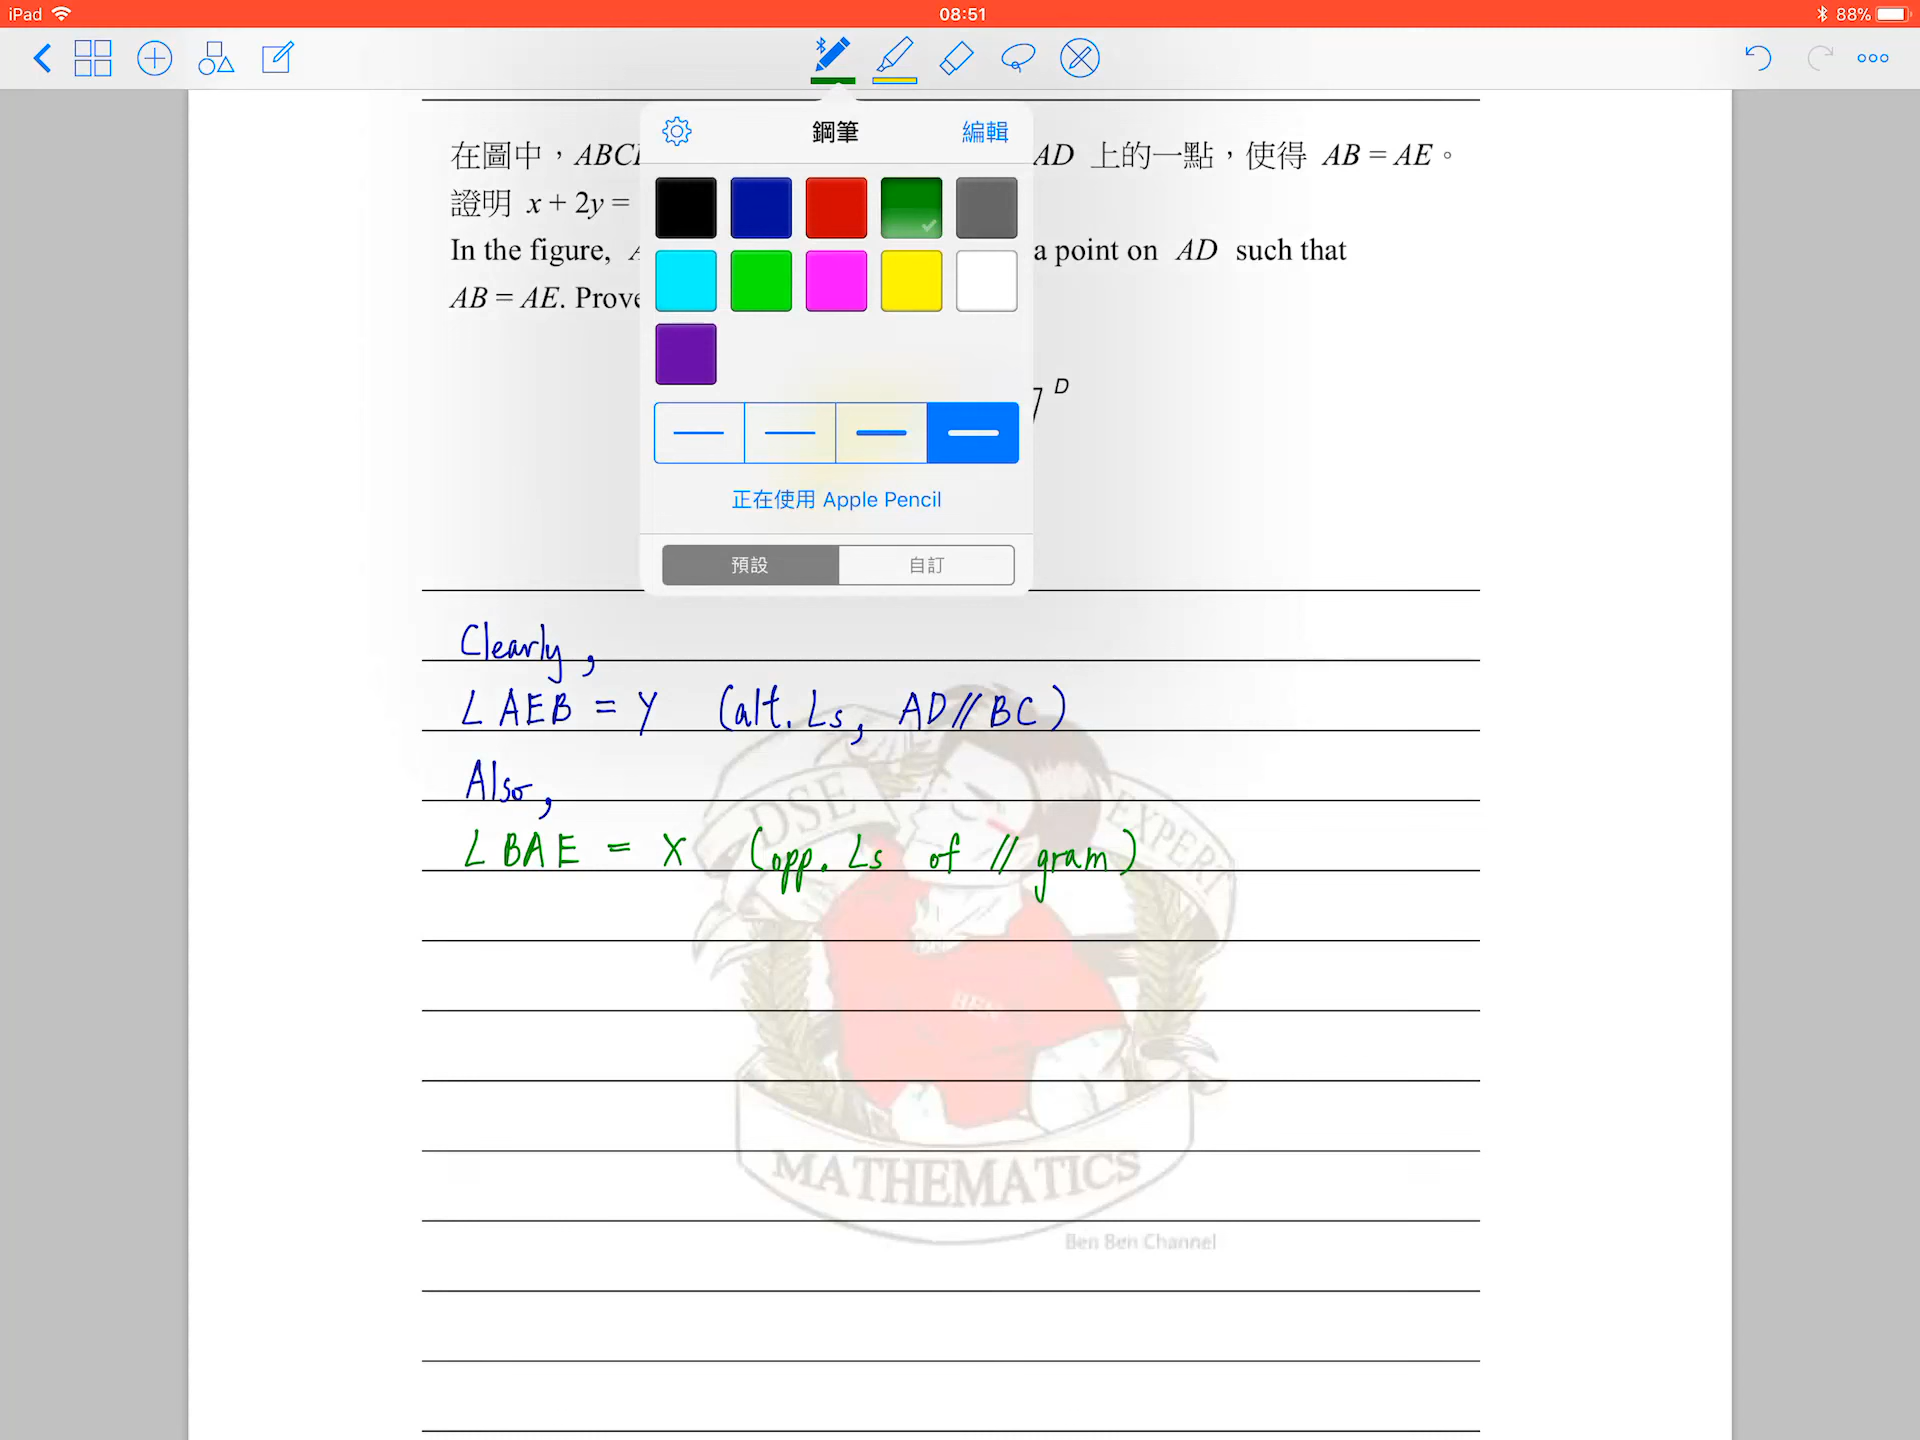 iPad 08:51 88%
鋼筆 編輯
在圖中，ABC AD 上的一點，使得 AB = AE。
證明 x + 2y =
In the figure, a point on AD such that
AB = AE. Prove
D
正在使用 Apple Pencil
預設 自訂
Clearly,
∠AEB = Y (alt. ∠s, AD//BC)
Also,
∠BAE = X (opp. ∠s of // gram)
DSE EXPERT
BEN
MATHEMATICS
Ben Ben Channel